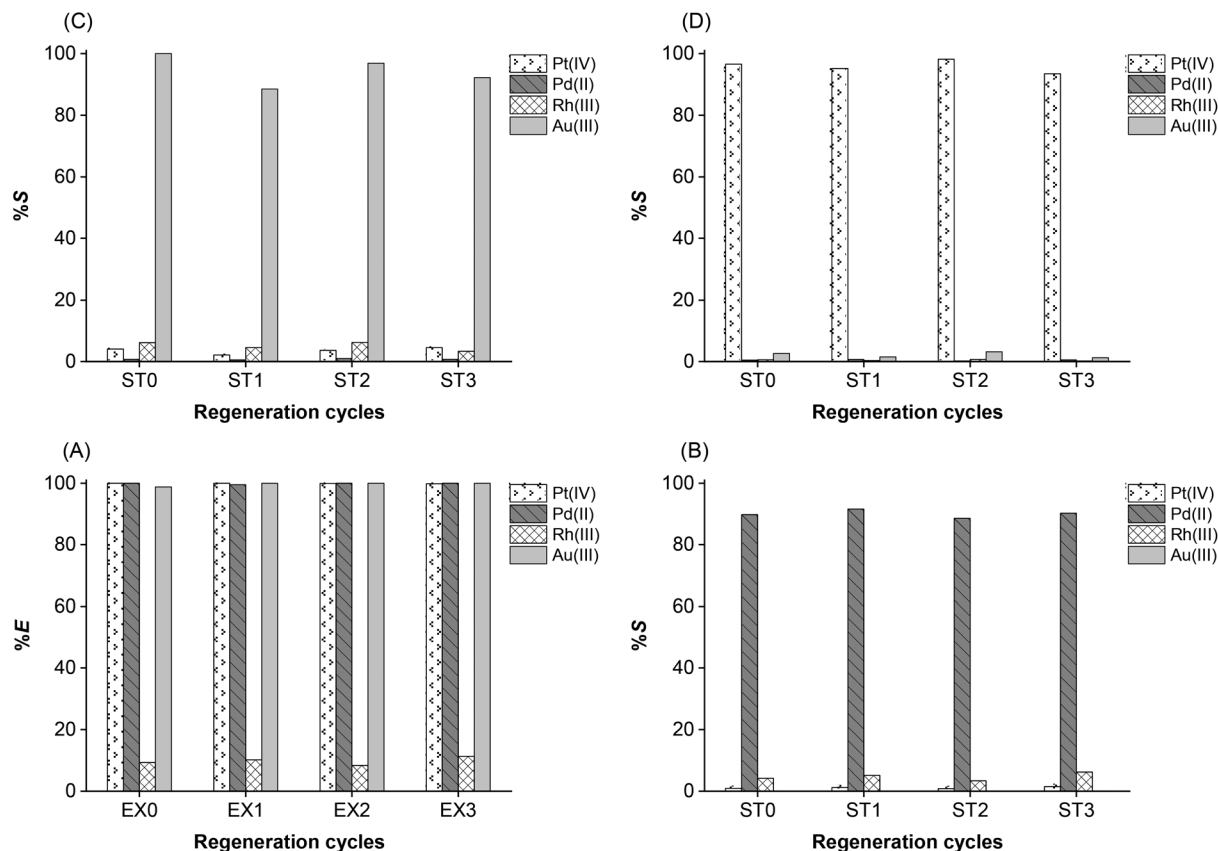 (C)
100
80
60
40
20
0
%S
ST0 ST1 ST2 ST3
Regeneration cycles
Pt(IV)
Pd(II)
Rh(III)
Au(III)
(D)
100
80
60
40
20
0
%S
ST0 ST1 ST2 ST3
Regeneration cycles
Pt(IV)
Pd(II)
Rh(III)
Au(III)
(A)
100
80
60
40
20
0
%E
EX0 EX1 EX2 EX3
Regeneration cycles
Pt(IV)
Pd(II)
Rh(III)
Au(III)
(B)
100
80
60
40
20
0
%S
ST0 ST1 ST2 ST3
Regeneration cycles
Pt(IV)
Pd(II)
Rh(III)
Au(III)